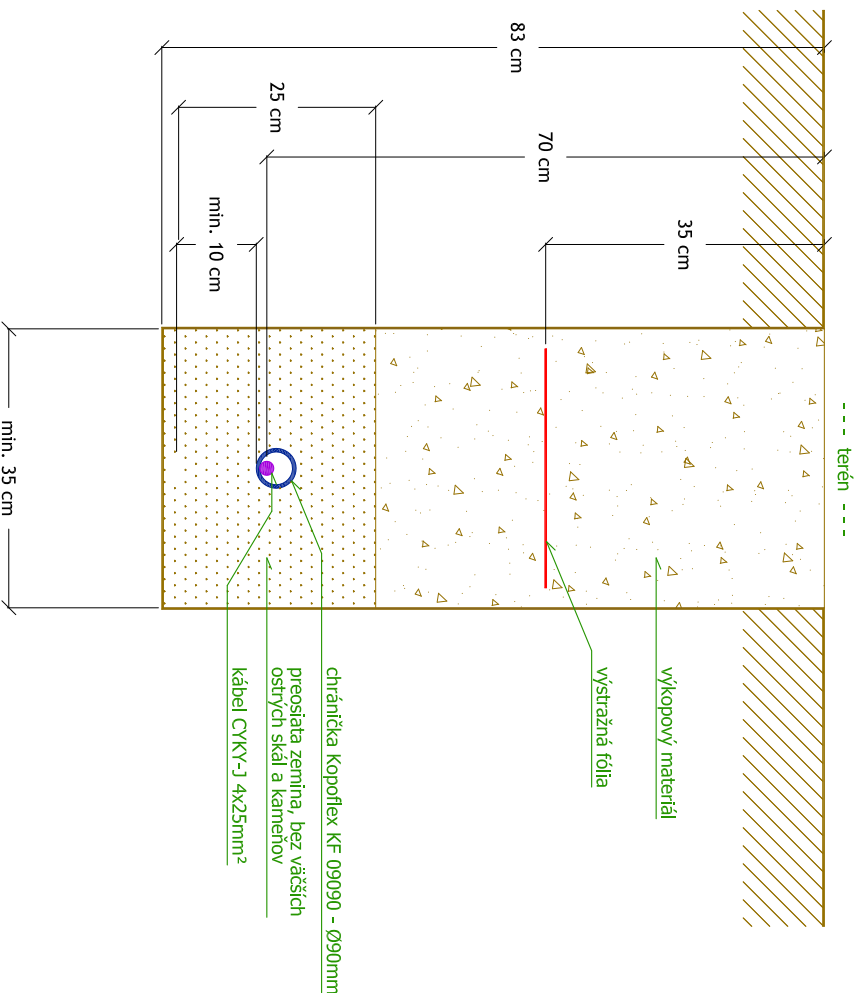 --- terén ---
83 cm
25 cm
70 cm
min. 10 cm
35 cm
min. 35 cm
výkopový materiál
výstražná fólia
chránička Kopoflex KF 09090 - Ø90mm
preosiata zemina, bez väčších
ostrých skál a kameňov
kábel CYKY-J 4x25mm²